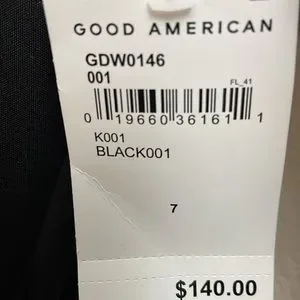 GOOD AMERICAN
GDW0146
001
FL_41
0 19660 36161 1
K001
BLACK001
7
$140.00